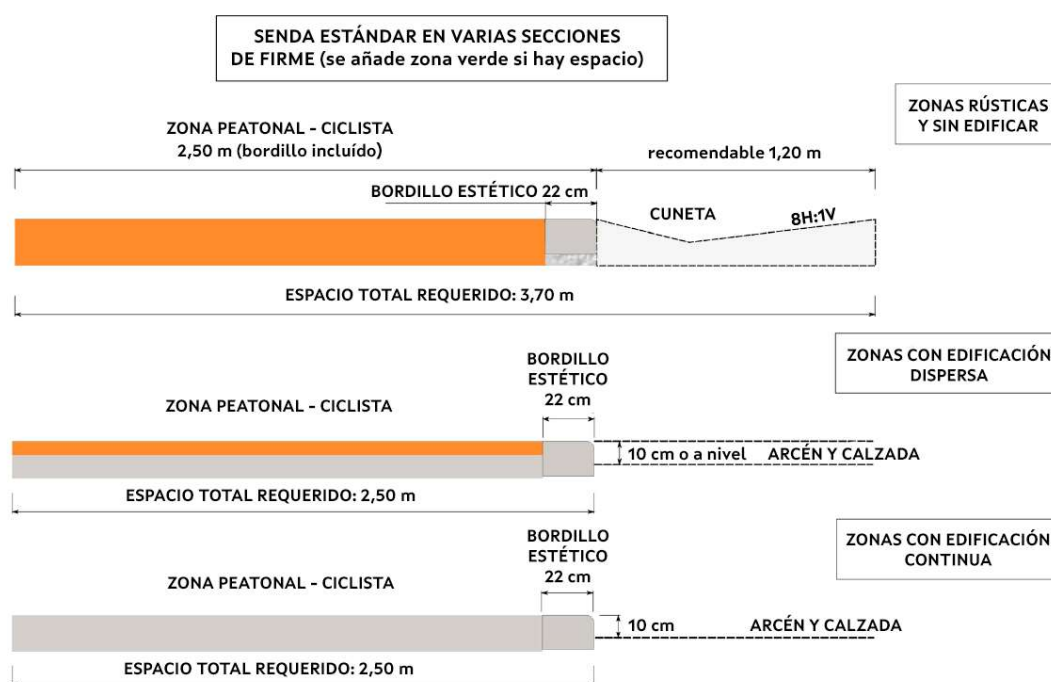 SENDA ESTÁNDAR EN VARIAS SECCIONES
DE FIRME (se añade zona verde si hay espacio)
ZONAS RÚSTICAS
Y SIN EDIFICAR
ZONA PEATONAL - CICLISTA
2,50 m (bordillo incluído)
recomendable 1,20 m
BORDILLO ESTÉTICO 22 cm
CUNETA
8H:1V
ESPACIO TOTAL REQUERIDO: 3,70 m
ZONAS CON EDIFICACIÓN
DISPERSA
BORDILLO
ESTÉTICO
22 cm
ZONA PEATONAL - CICLISTA
10 cm o a nivel
ARCÉN Y CALZADA
ESPACIO TOTAL REQUERIDO: 2,50 m
ZONAS CON EDIFICACIÓN
CONTINUA
BORDILLO
ESTÉTICO
22 cm
ZONA PEATONAL - CICLISTA
10 cm
ARCÉN Y CALZADA
ESPACIO TOTAL REQUERIDO: 2,50 m